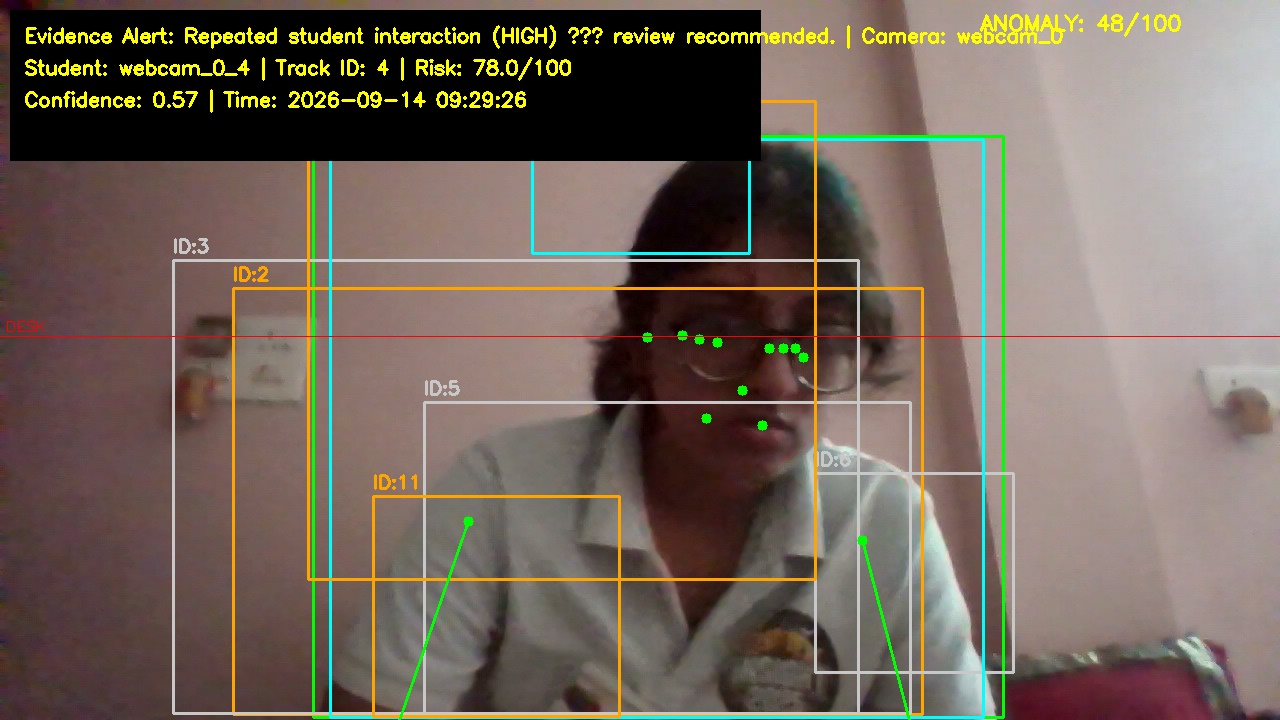 Evidence Alert: Repeated student interaction (HIGH) ??? review recommended. | Camera: webcam_0
ANOMALY: 48/100
Student: webcam_0_4 | Track ID: 4 | Risk: 78.0/100
Confidence: 0.57 | Time: 2026-09-14 09:29:26
ID:3
ID:2
DESK
ID:5
ID:6
ID:11